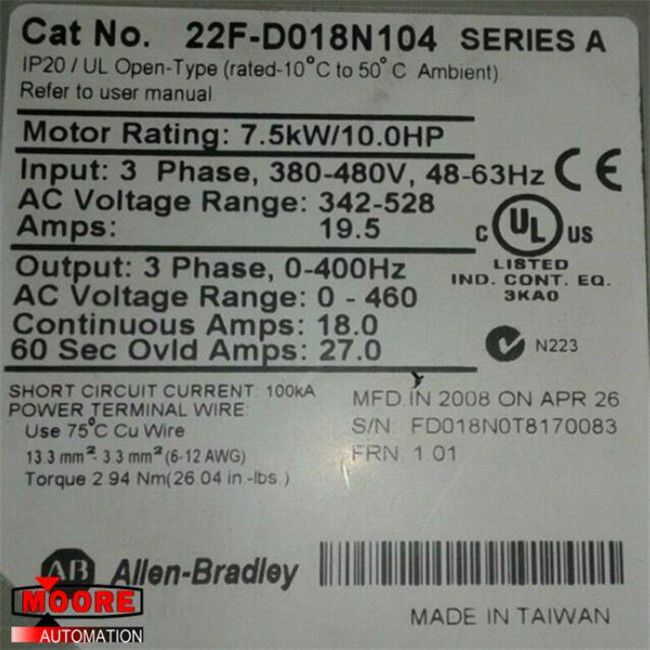 Cat No. 22F-D018N104 SERIES A
IP20 / UL Open-Type (rated-10°C to 50°C Ambient)
Refer to user manual
Motor Rating: 7.5kW/10.0HP
Input: 3 Phase, 380-480V, 48-63Hz
AC Voltage Range: 342-528
Amps: 19.5
CE
C UL US
LISTED
IND. CONT. EQ.
3KA0
Output: 3 Phase, 0-400Hz
AC Voltage Range: 0 - 460
Continuous Amps: 18.0
60 Sec Ovld Amps: 27.0
N223
SHORT CIRCUIT CURRENT: 100kA
POWER TERMINAL WIRE:
Use 75°C Cu Wire
13.3 mm²- 3.3 mm² (6-12 AWG)
Torque 2.94 Nm(26.04 in.-lbs.)
MFD IN 2008 ON APR 26
S/N: FD018N0T8170083
FRN 1.01
AB Allen-Bradley
MADE IN TAIWAN
MOORE
AUTOMATION